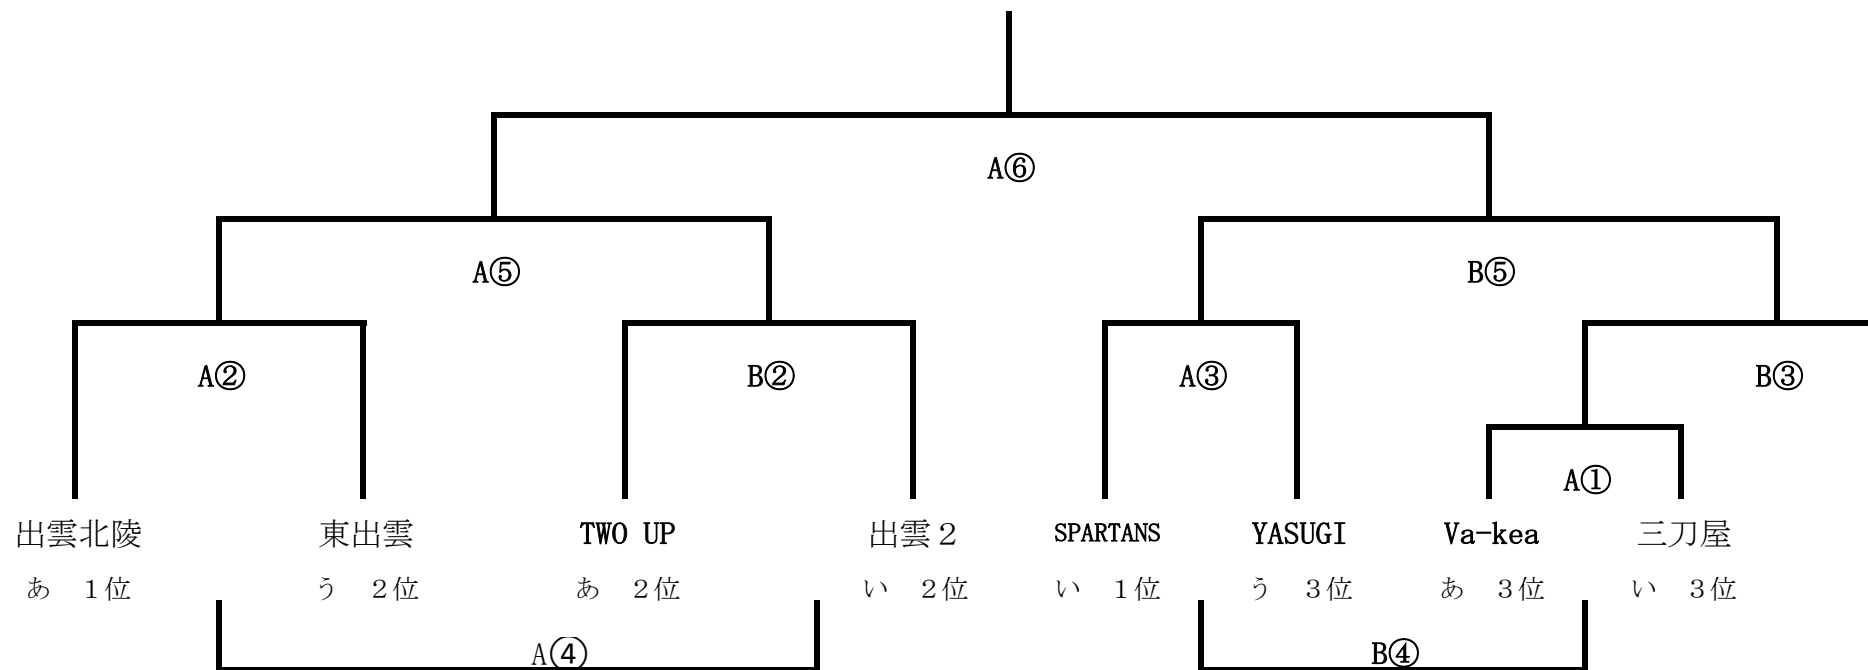 A⑥
A⑤ B⑤
A② B② A③ B③
A①
出雲北陵 東出雲 TWO UP 出雲２ SPARTANS YASUGI Va-kea 三刀屋
あ　１位 う　２位 あ　２位 い　２位 い　１位 う　３位 あ　３位 い　３位
A④ B④